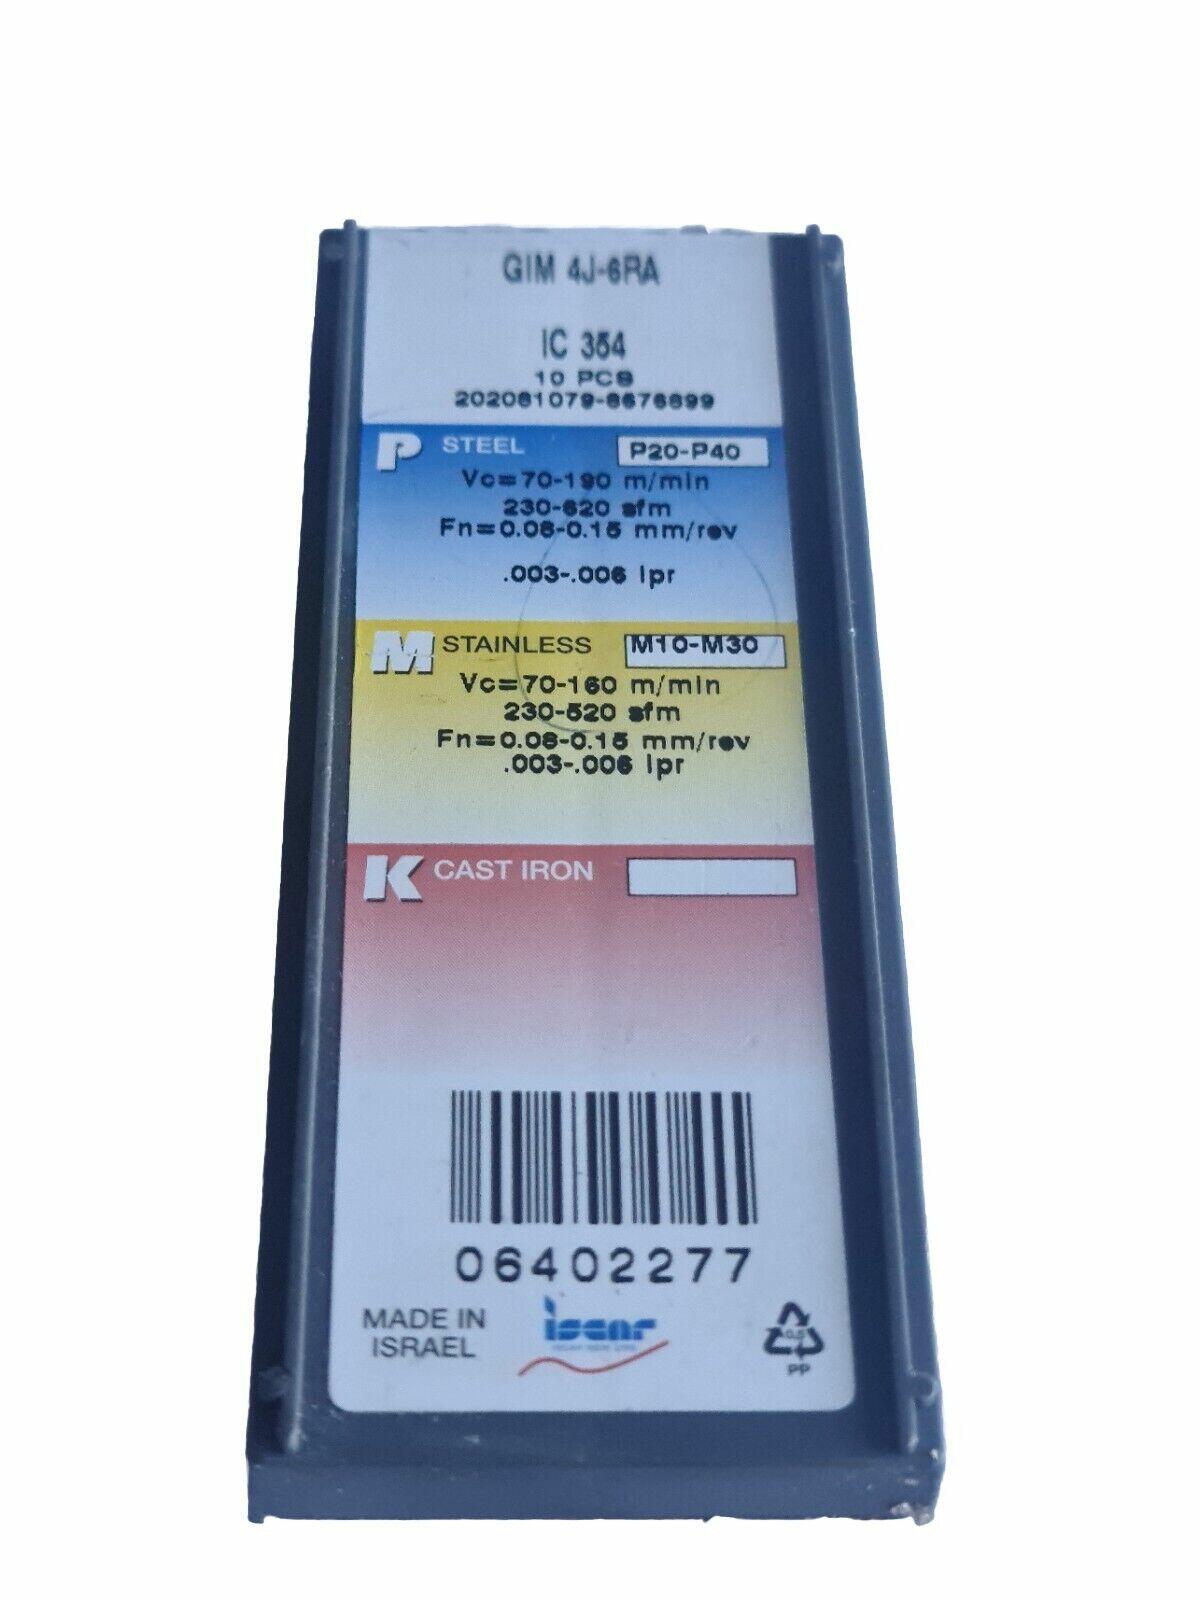 GIM 4J-6RA
IC 354
10 PCS
202081079-8676899
P STEEL P20-P40
Vc=70-190 m/min
230-620 sfm
Fn=0.08-0.15 mm/rev
.003-.006 ipr
M STAINLESS M10-M30
Vc=70-160 m/min
230-520 sfm
Fn=0.08-0.15 mm/rev
.003-.006 ipr
K CAST IRON
06402277
MADE IN
ISRAEL
iscar
PP